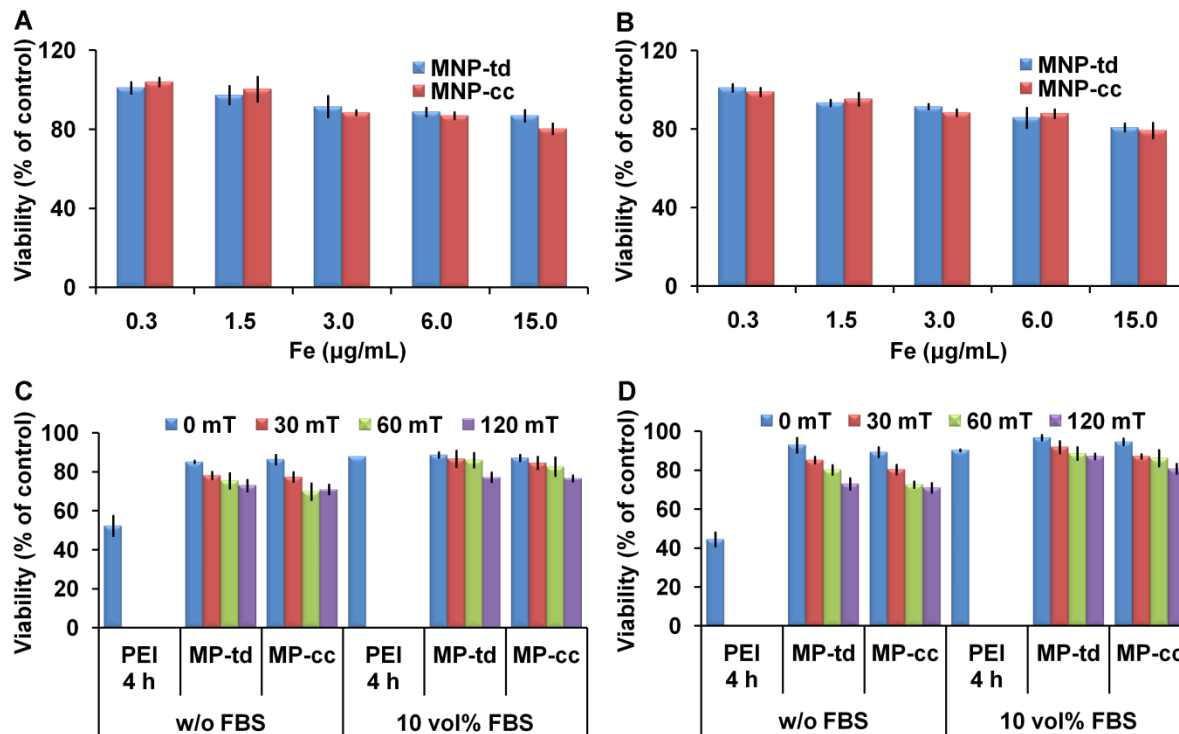 A
Viability (% of control)
120
80
40
0
MNP-td
MNP-cc
0.3 1.5 3.0 6.0 15.0
Fe (µg/mL)
B
Viability (% of control)
120
80
40
0
MNP-td
MNP-cc
0.3 1.5 3.0 6.0 15.0
Fe (µg/mL)
C
Viability (% of control)
0 mT 30 mT 60 mT 120 mT
100
80
60
40
20
0
PEI MP-td MP-cc PEI MP-td MP-cc
4 h 4 h
w/o FBS 10 vol% FBS
D
Viability (% of control)
0 mT 30 mT 60 mT 120 mT
100
80
60
40
20
0
PEI MP-td MP-cc PEI MP-td MP-cc
4 h 4 h
w/o FBS 10 vol% FBS